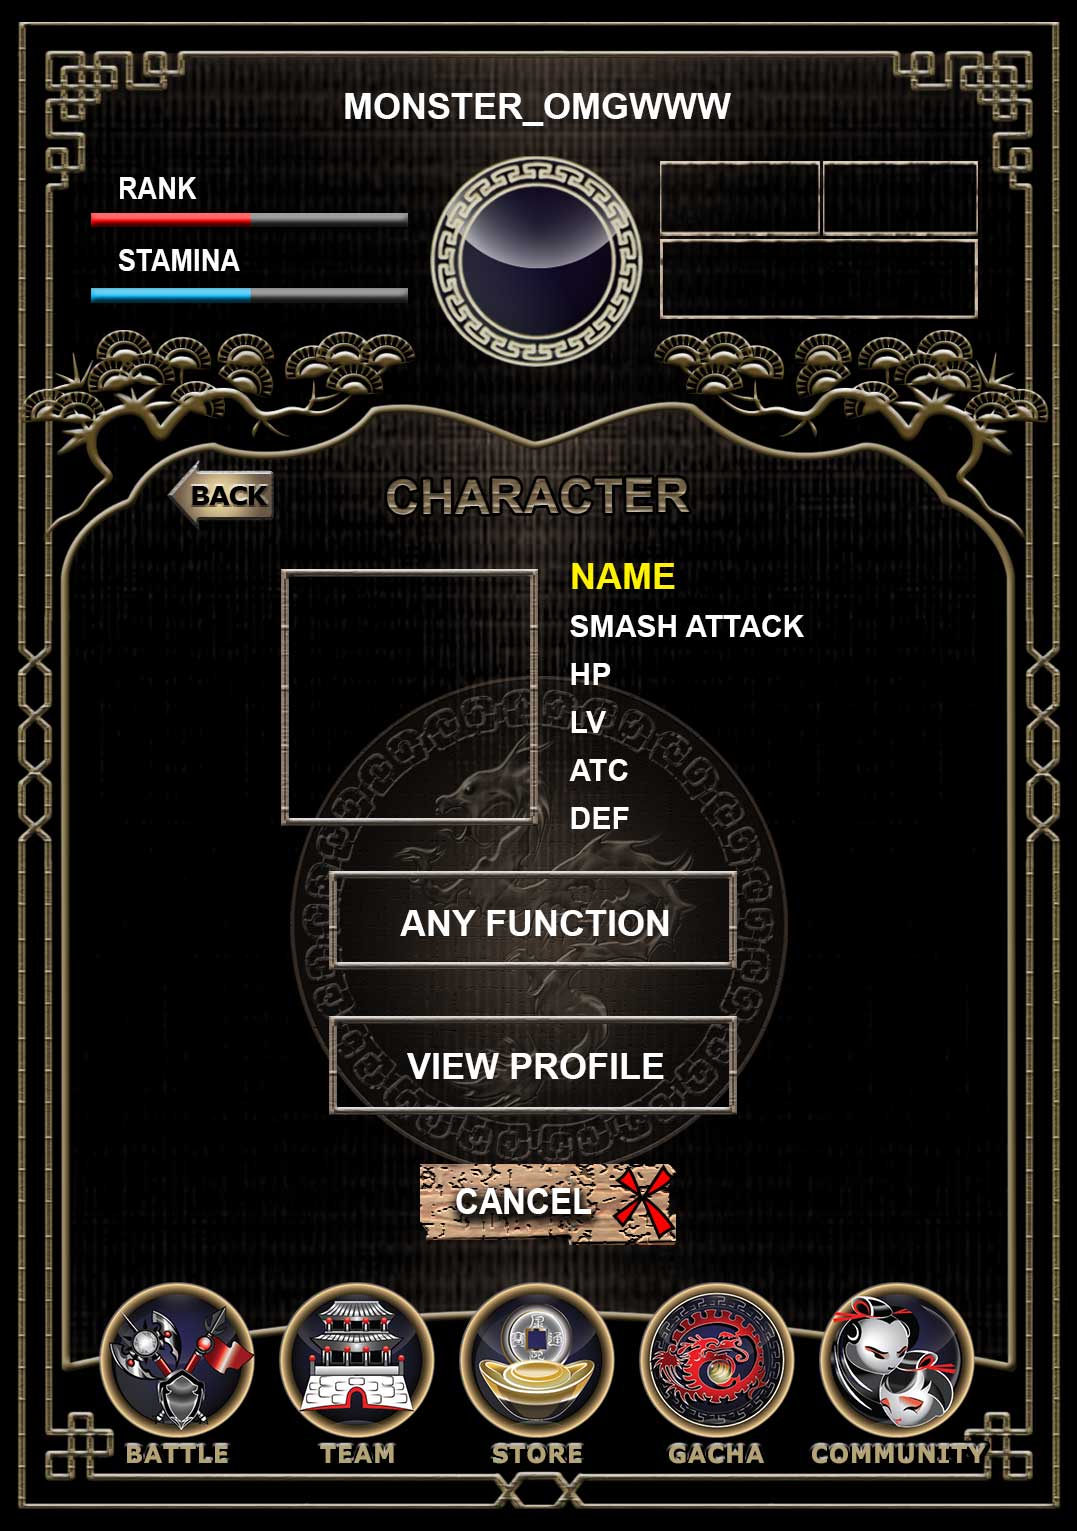 MONSTER_OMGWWW
RANK
STAMINA
BACK
CHARACTER
NAME
SMASH ATTACK
HP
LV
ATC
DEF
ANY FUNCTION
VIEW PROFILE
CANCEL
BATTLE
TEAM
STORE
GACHA
COMMUNITY